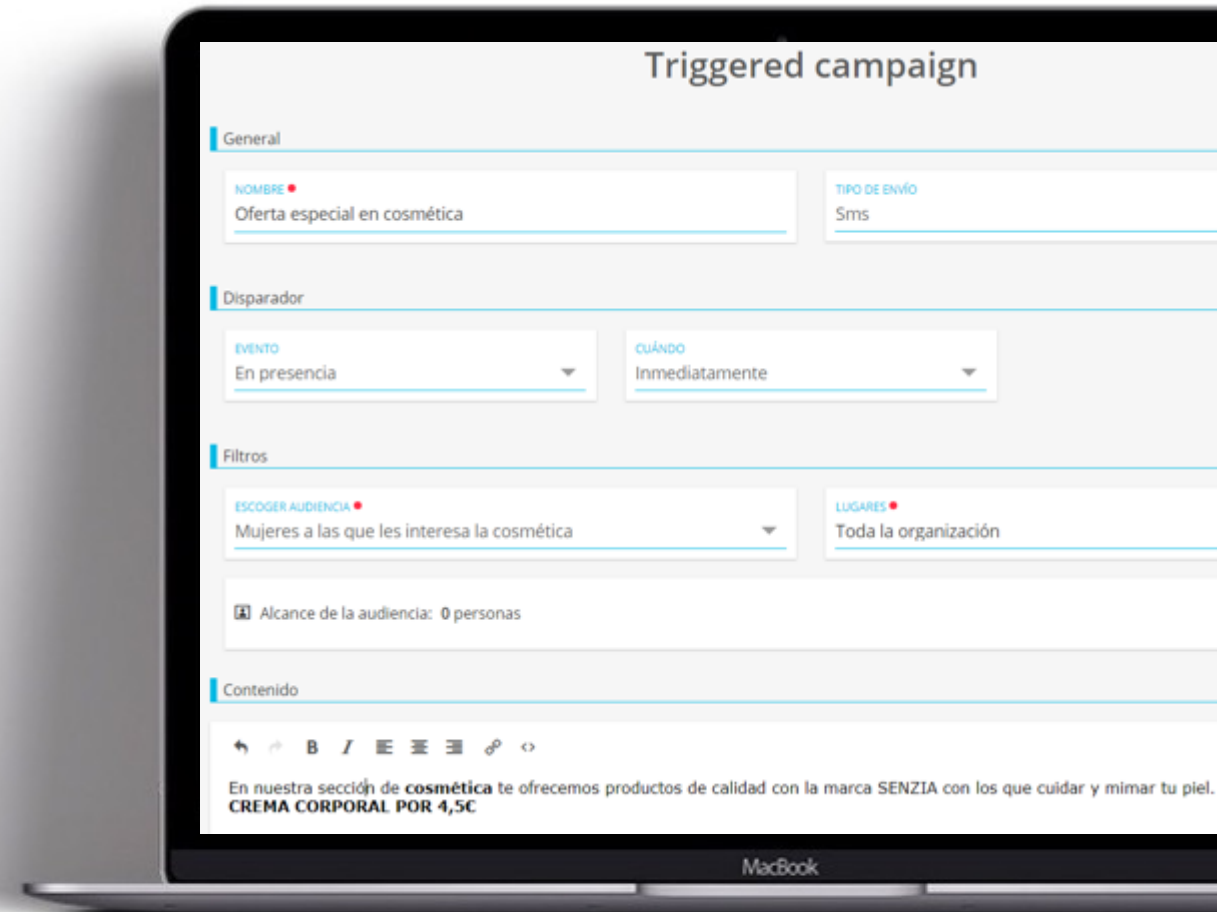 Triggered campaign
General
NOMBRE
Oferta especial en cosmética
TIPO DE ENVÍO
Sms
Disparador
EVENTO
En presencia
CUÁNDO
Inmediatamente
Filtros
ESCOGER AUDIENCIA
Mujeres a las que les interesa la cosmética
LUGARES
Toda la organización
Alcance de la audiencia: 0 personas
Contenido
B I
En nuestra sección de cosmética te ofrecemos productos de calidad con la marca SENZIA con los que cuidar y mimar tu piel.
CREMA CORPORAL POR 4,5€
MacBook